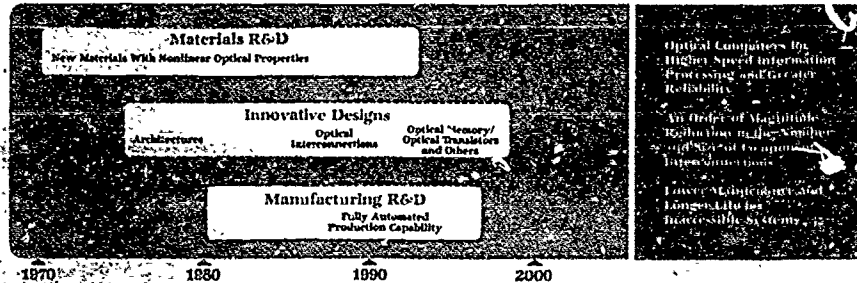 Materials R&D
New Materials With Nonlinear Optical Properties
Innovative Designs
Architectures
Optical
Interconnections
Optical Memory/
Optical Transistors
and Others
Manufacturing R&D
Fully Automated
Production Capability
1970 1980 1990 2000
Optical Computers for
Higher Speed Information
Processing and Greater
Reliability
An Order of Magnitude
Reduction in the Number
and Size of
Interconnections
Lower Maintenance and
Longer Life for
Inaccessible Systems